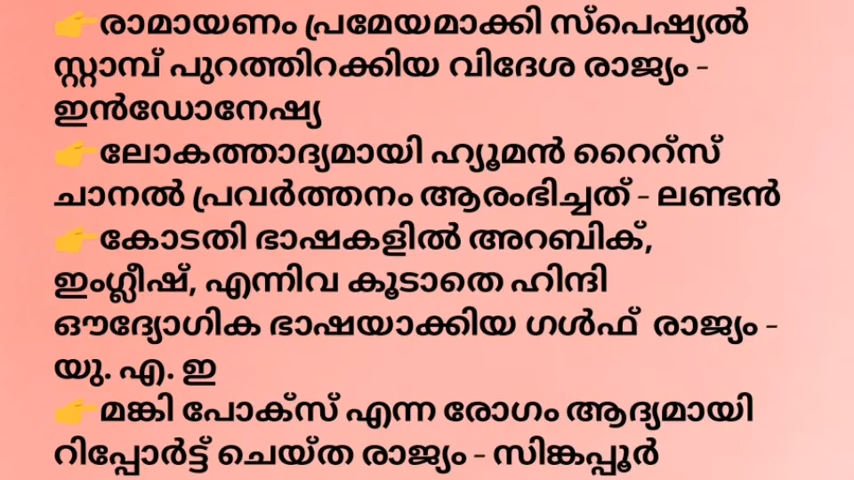 👉രാമായണം പ്രമേയമാക്കി സ്പെഷ്യൽ
സ്റ്റാമ്പ് പുറത്തിറക്കിയ വിദേശ രാജ്യം -
ഇൻഡോനേഷ്യ
👉ലോകത്താദ്യമായി ഹ്യൂമൻ റൈറ്സ്
ചാനൽ പ്രവർത്തനം ആരംഭിച്ചത് - ലണ്ടൻ
👉കോടതി ഭാഷകളിൽ അറബിക്,
ഇംഗ്ലീഷ്, എന്നിവ കൂടാതെ ഹിന്ദി
ഔദ്യോഗിക ഭാഷയാക്കിയ ഗൾഫ് രാജ്യം -
യു. എ. ഇ
👉മങ്കി പോക്സ് എന്ന രോഗം ആദ്യമായി
റിപ്പോർട്ട് ചെയ്ത രാജ്യം - സിങ്കപ്പൂർ